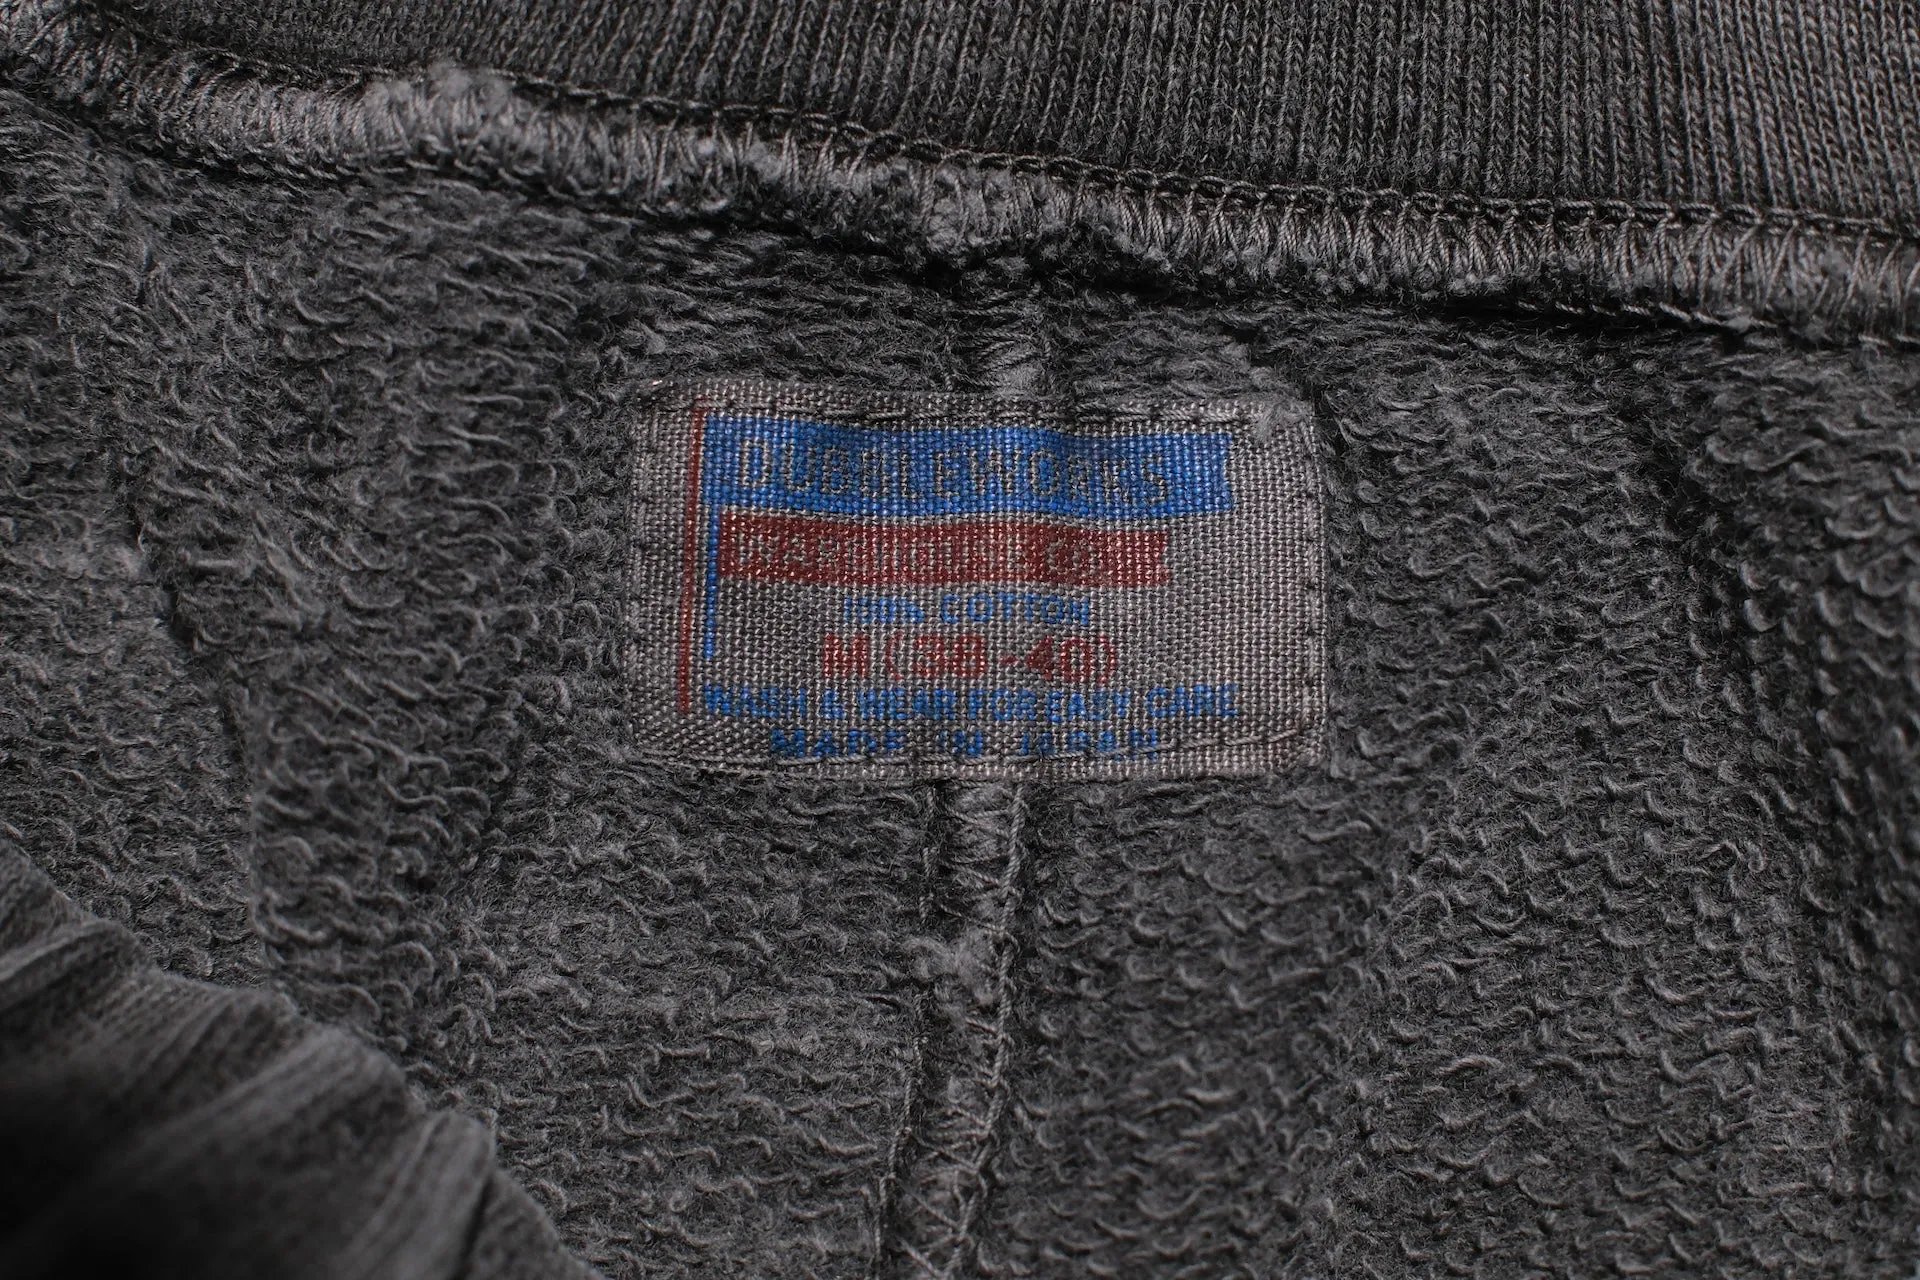 DUBBLEWORKS
WAREHOUSE CO.
100% COTTON
M (38-40)
WASH & WEAR FOR EASY CARE
MADE IN JAPAN